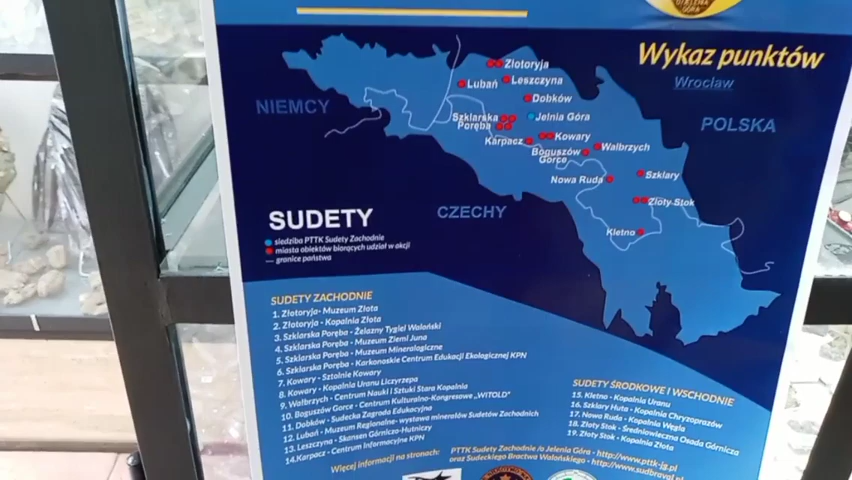 JELENIA
GÓRA
Wykaz punktów
Wrocław
NIEMCY
POLSKA
CZECHY
Złotoryja
Leszczyna
Lubań
Dobków
Szklarska
Poręba
Jelnia Góra
Kowary
Karpacz
Wałbrzych
Boguszów
Gorce
Szklary
Nowa Ruda
Złoty Stok
Kletno
SUDETY
siedziba PTTK Sudety Zachodnie
miasta obiektów biorących udział w akcji
granice państwa
SUDETY ZACHODNIE
1. Złotoryja- Muzeum Złota
2. Złotoryja - Kopalnia Złota
3. Szklarska Poręba - Żelazny Tygiel Waloński
4. Szklarska Poręba - Muzeum Ziemi Juna
5. Szklarska Poręba - Muzeum Mineralogiczne
6. Szklarska Poręba - Karkonoskie Centrum Edukacji Ekologicznej KPN
7. Kowary - Sztolnie Kowary
8. Kowary - Kopalnia Uranu Liczyrzepa
9. Wałbrzych - Centrum Nauki i Sztuki Stara Kopalnia
10. Boguszów Gorce - Centrum Kulturalno-Kongresowe „WITOLD"
11. Dobków - Sudecka Zagroda Edukacyjna
12. Lubań - Muzeum Regionalne- wystawa minerałów Sudetów Zachodnich
13. Leszczyna - Skansen Górniczo-Hutniczy
14.Karpacz - Centrum Informacyjne KPN
SUDETY ŚRODKOWE I WSCHODNIE
15. Kletno - Kopalnia Uranu
16. Szklary Huta - Kopalnia Chryzoprazów
17. Nowa Ruda - Kopalnia Węgla
18. Złoty Stok - Średniowieczna Osada Górnicza
19. Złoty Stok - Kopalnia Złota
Więcej informacji na stronach:
PTTK Sudety Zachodnie /o Jelenia Góra - http://www.pttk-jg.pl
oraz Sudeckiego Bractwa Walońskiego - http://www.sudbrawal.pl